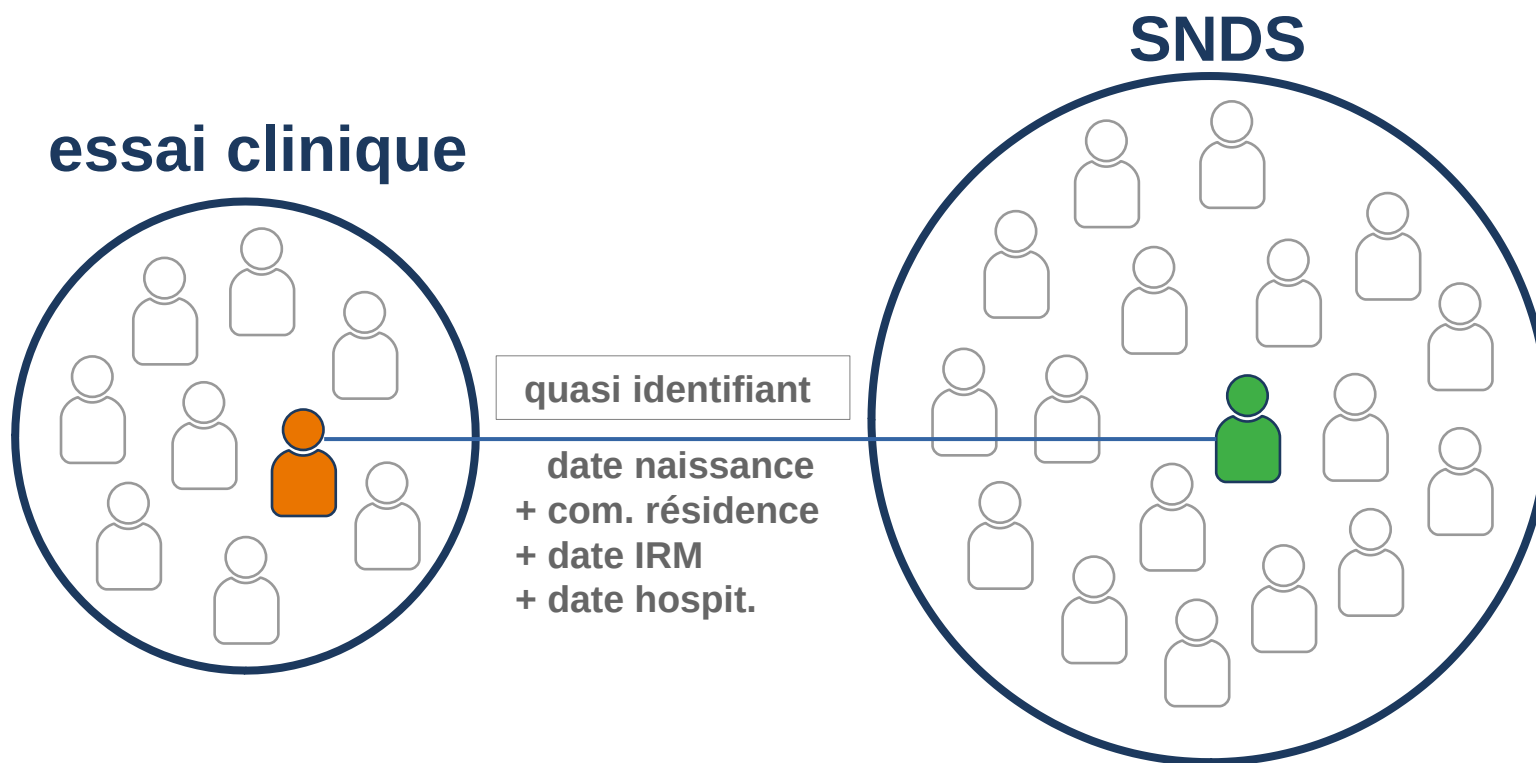 SNDS
essai clinique
quasi identifiant
date naissance
+ com. résidence
+ date IRM
+ date hospit.